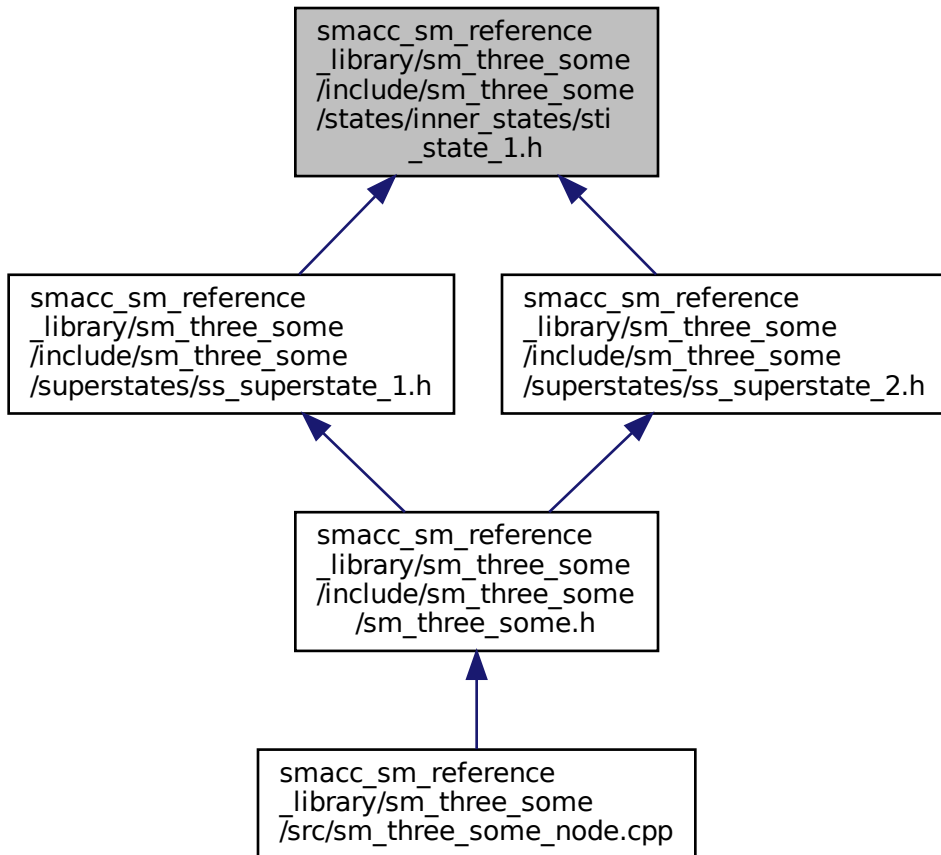 smacc_sm_reference
_library/sm_three_some
/include/sm_three_some
/states/inner_states/sti
_state_1.h
smacc_sm_reference
_library/sm_three_some
/include/sm_three_some
/superstates/ss_superstate_1.h
smacc_sm_reference
_library/sm_three_some
/include/sm_three_some
/superstates/ss_superstate_2.h
smacc_sm_reference
_library/sm_three_some
/include/sm_three_some
/sm_three_some.h
smacc_sm_reference
_library/sm_three_some
/src/sm_three_some_node.cpp